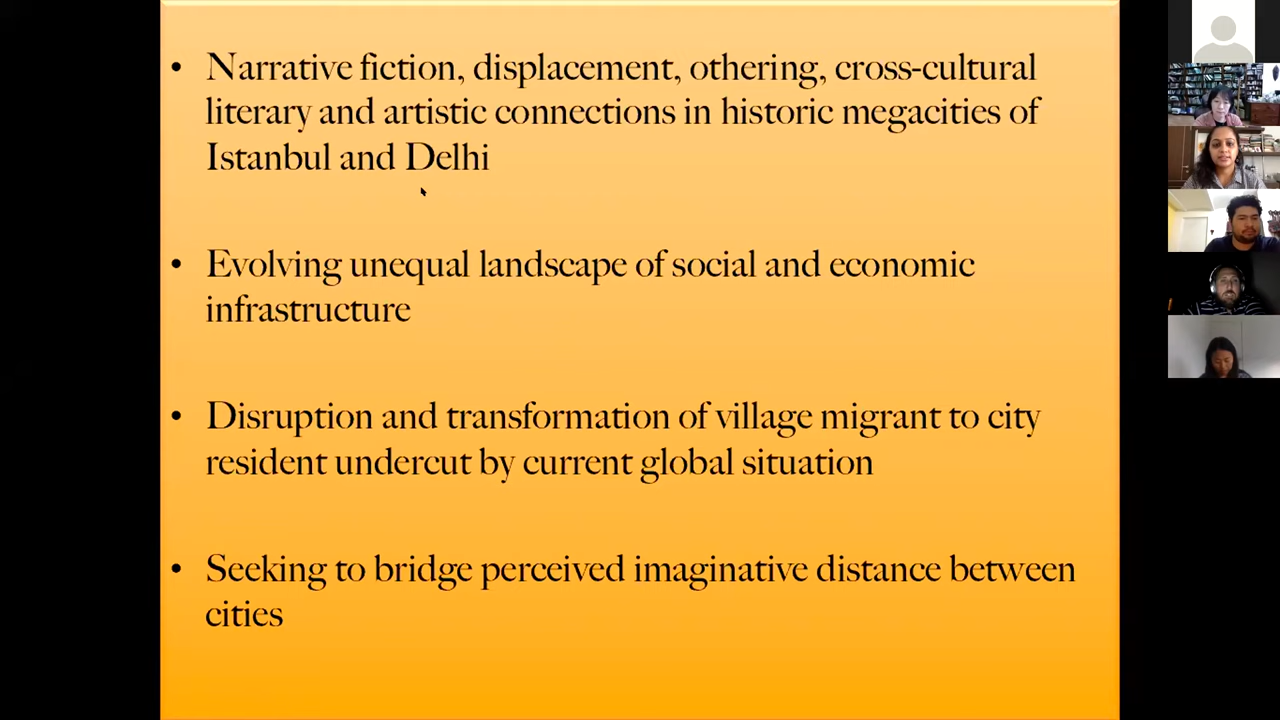 • Narrative fiction, displacement, othering, cross-cultural
literary and artistic connections in historic megacities of
Istanbul and Delhi
• Evolving unequal landscape of social and economic
infrastructure
• Disruption and transformation of village migrant to city
resident undercut by current global situation
• Seeking to bridge perceived imaginative distance between
cities